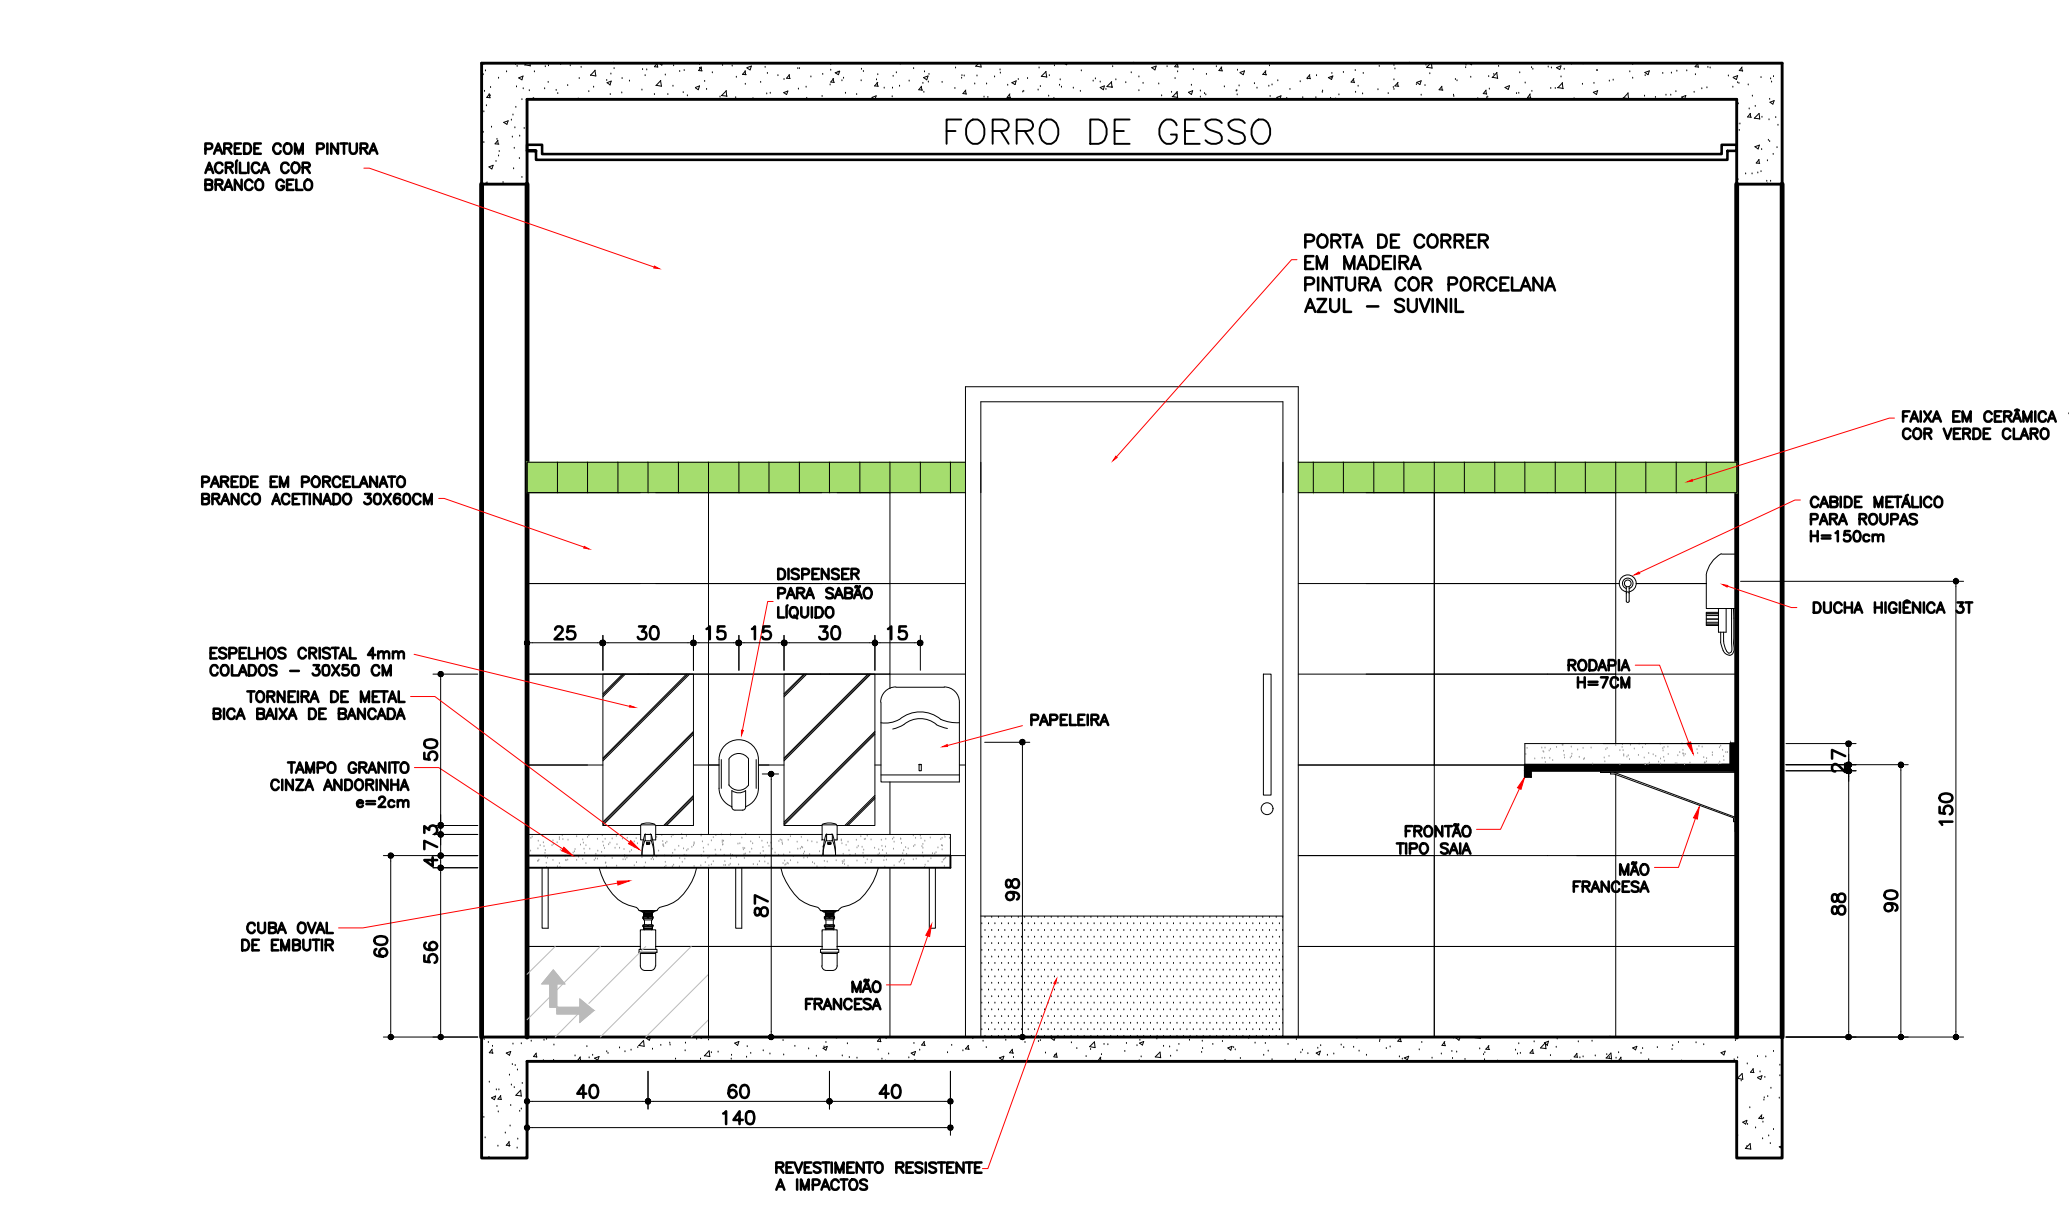 FORRO DE GESSO
PAREDE COM PINTURA
ACRÍLICA COR
BRANCO GELO
PORTA DE CORRER
EM MADEIRA
PINTURA COR PORCELANA
AZUL – SUVINIL
FAIXA EM CERÂMICA
COR VERDE CLARO
PAREDE EM PORCELANATO
BRANCO ACETINADO 30X60CM
CABIDE METÁLICO
PARA ROUPAS
H=150cm
DISPENSER
PARA SABÃO
LÍQUIDO
DUCHA HIGIÊNICA 3T
25 30 15 15 30 15
ESPELHOS CRISTAL 4mm
COLADOS – 30X50 CM
RODAPIA
H=7CM
TORNEIRA DE METAL
BICA BAIXA DE BANCADA
PAPELEIRA
TAMPO GRANITO
CINZA ANDORINHA
e=2cm
50
3
7
4
56
60
87
98
7
2
88
90
150
FRONTÃO
TIPO SAIA
MÃO
FRANCESA
CUBA OVAL
DE EMBUTIR
MÃO
FRANCESA
40 60 40
140
REVESTIMENTO RESISTENTE
A IMPACTOS